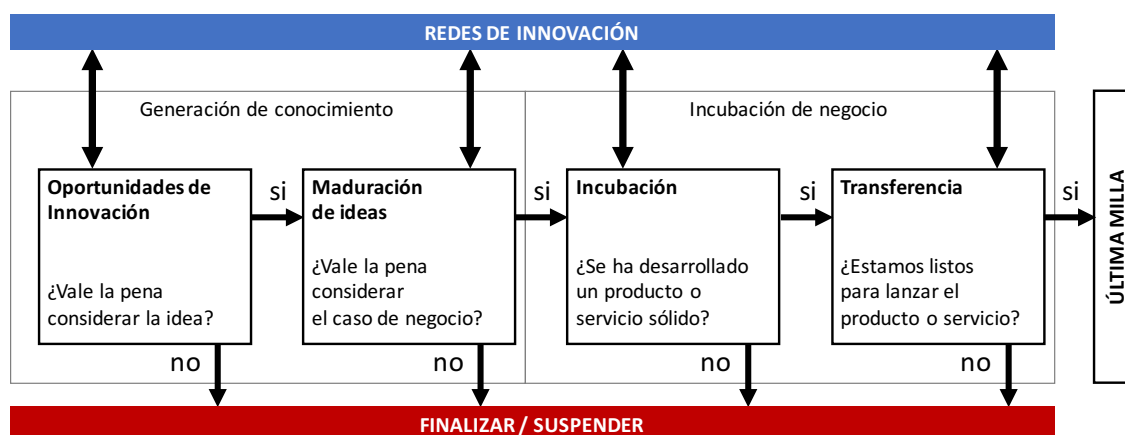 REDES DE INNOVACIÓN
Generación de conocimiento
Incubación de negocio
Oportunidades de
Innovación
¿Vale la pena
considerar la idea?
si
no
Maduración
de ideas
¿Vale la pena
considerar
el caso de negocio?
si
no
Incubación
¿Se ha desarrollado
un producto o
servicio sólido?
si
no
Transferencia
¿Estamos listos
para lanzar el
producto o servicio?
si
no
ÚLTIMA MILLA
FINALIZAR / SUSPENDER